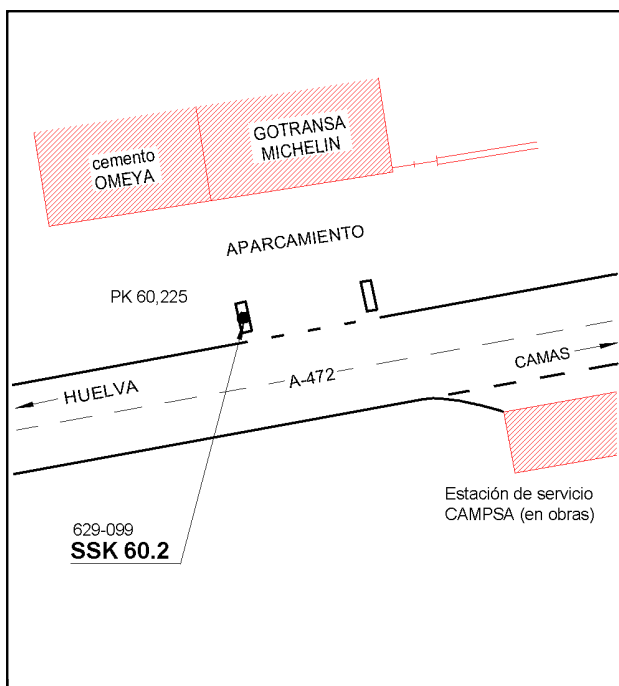 cemento
OMEYA
GOTRANSA
MICHELIN
APARCAMIENTO
PK 60,225
HUELVA
A-472
CAMAS
Estación de servicio
CAMPSA (en obras)
629-099
SSK 60.2